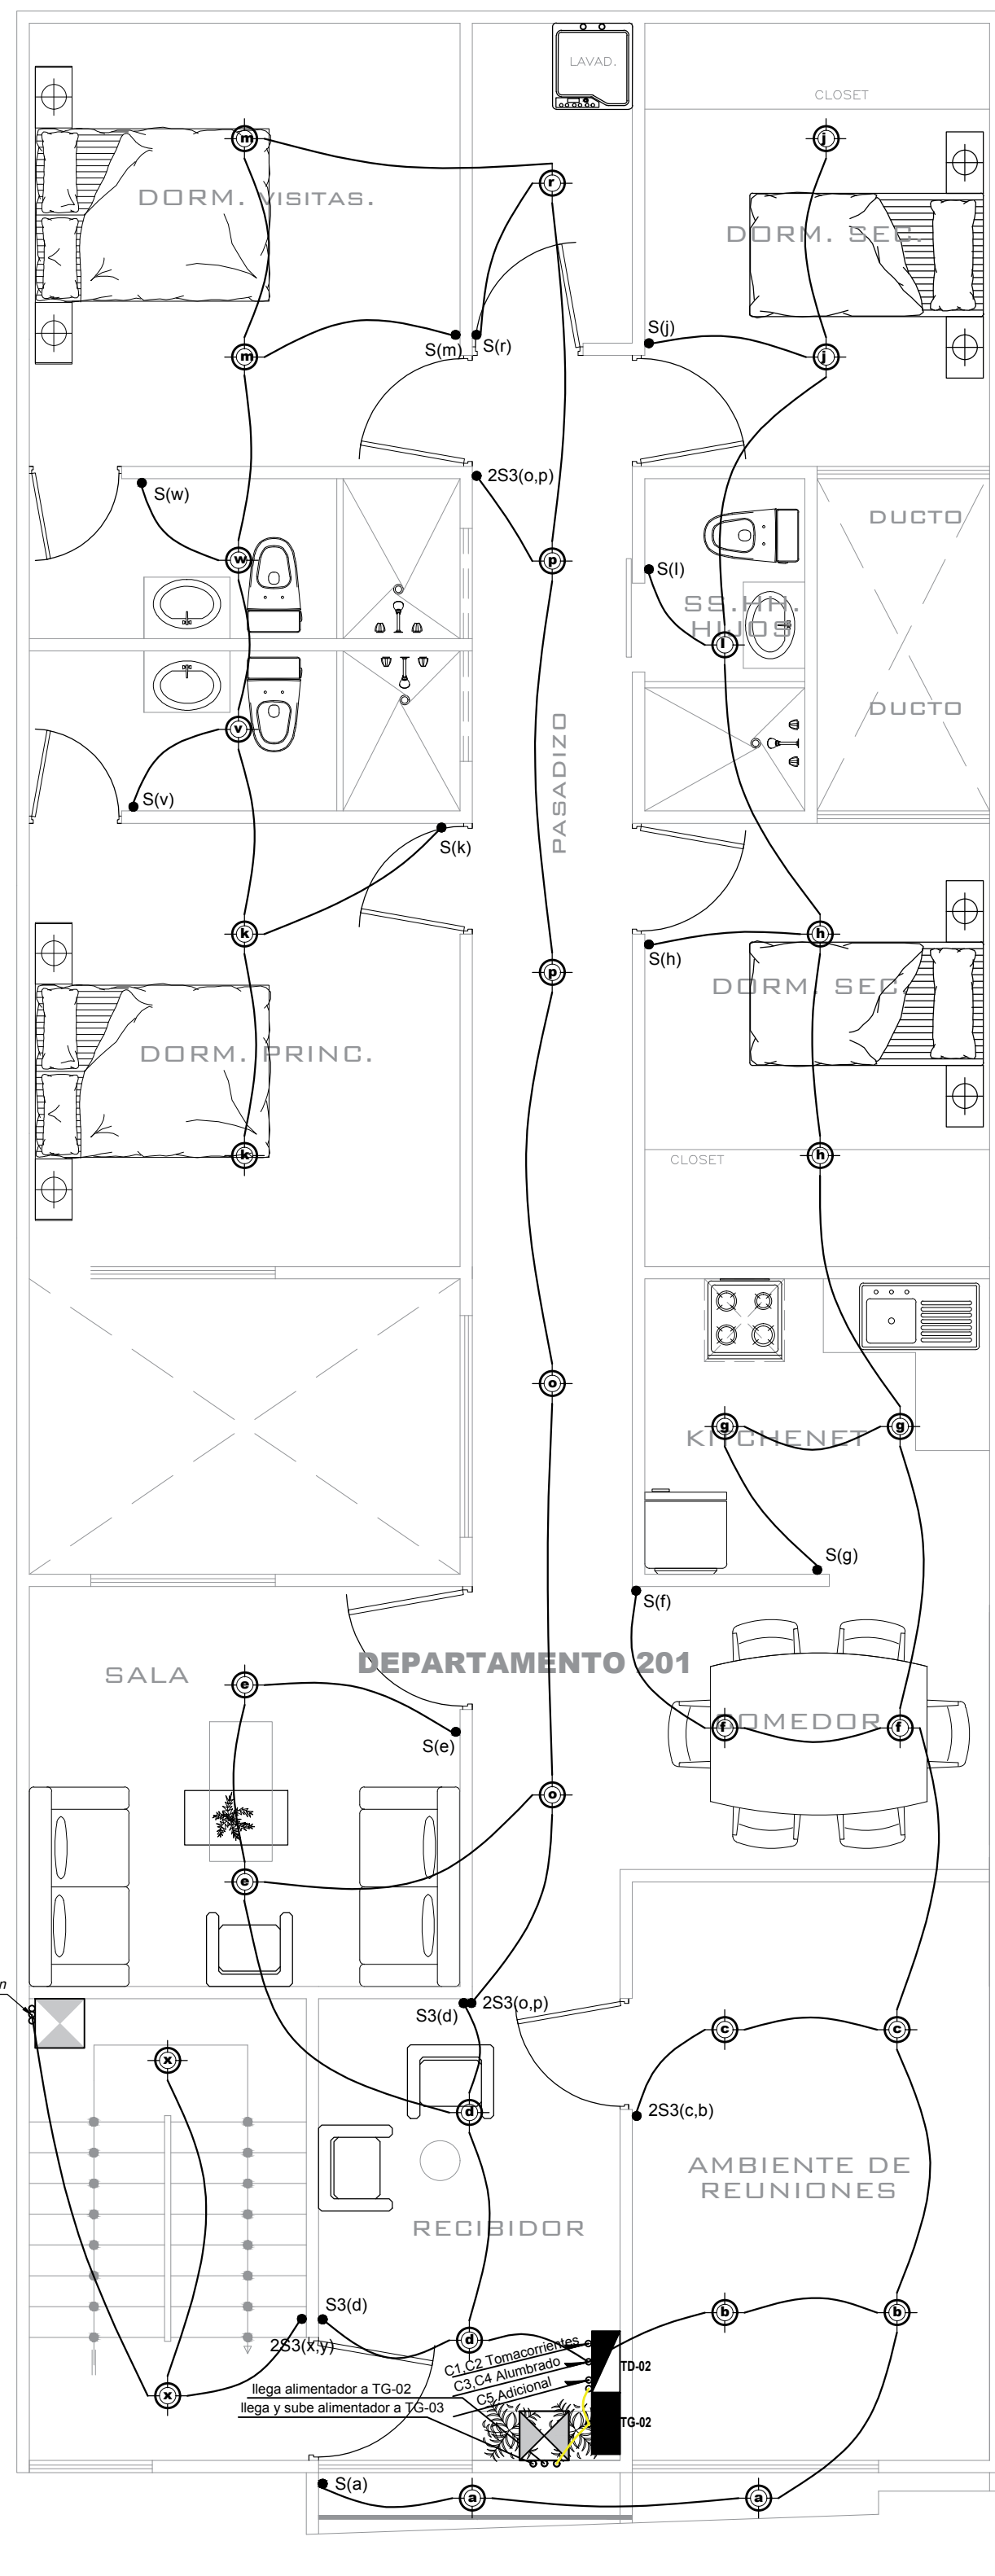 LAVAD.
CLOSET
m
j
r
DORM. VISITAS.
DORM. SEC.
S(m)
S(r)
S(j)
m
j
2S3(o,p)
S(w)
DUCTO
w
p
S(l)
SS.HH.
HIJOS
l
DUCTO
v
PASADIZO
S(v)
S(k)
k
h
S(h)
p
DORM. SEC.
DORM. PRINC.
k
h
CLOSET
o
g
g
KITCHENET
S(g)
S(f)
DEPARTAMENTO 201
SALA
e
S(e)
f
COMEDOR
f
o
e
n
S3(d)
2S3(o,p)
c
c
x
d
2S3(c,b)
AMBIENTE DE
REUNIONES
RECIBIDOR
S3(d)
b
b
2S3(x,y)
d
C1,C2 Tomacorrientes
C3,C4 Alumbrado
C5 Adicional
TD-02
x
llega alimentador a TG-02
llega y sube alimentador a TG-03
TG-02
S(a)
a
a